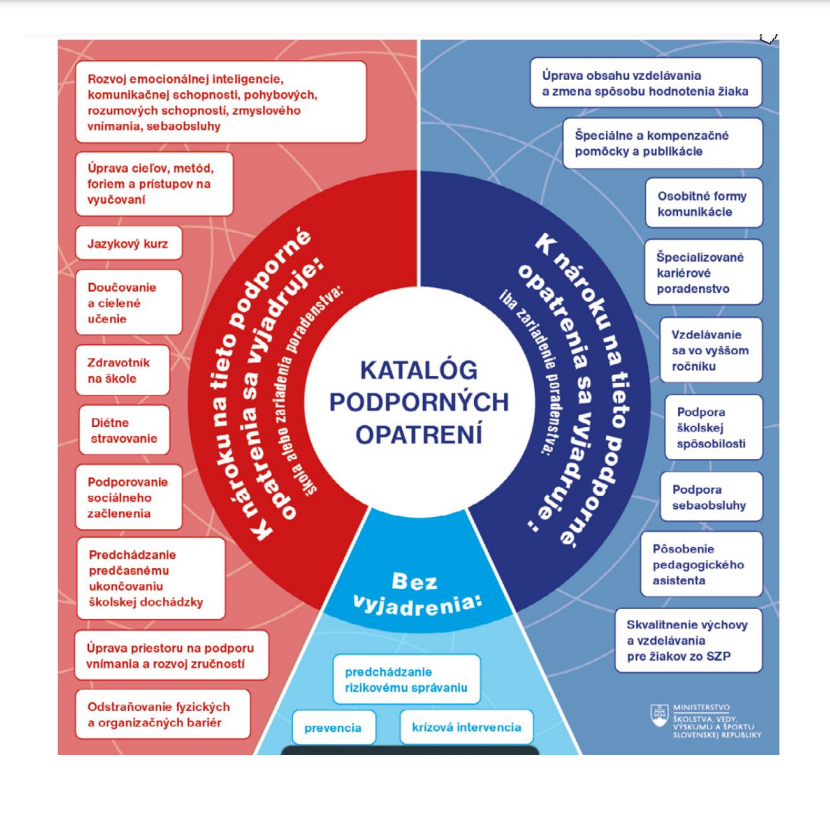 Rozvoj emocionálnej inteligencie,
komunikačnej schopnosti, pohybových,
rozumových schopností, zmyslového
vnímania, sebaobsluhy
Úprava cieľov, metód,
foriem a prístupov na
vyučovaní
Jazykový kurz
Doučovanie
a cielené
učenie
Zdravotník
na škole
Diétne
stravovanie
Podporovanie
sociálneho
začlenenia
Predchádzanie
predčasnému
ukončovaniu
školskej dochádzky
Úprava priestoru na podporu
vnímania a rozvoj zručností
Odstraňovanie fyzických
a organizačných bariér
K nároku na tieto podporné
opatrenia sa vyjadruje:
škola alebo zariadenia poradenstva:
KATALÓG
PODPORNÝCH
OPATRENÍ
K nároku na tieto podporné
opatrenia sa vyjadruje ::
iba zariadenie poradenstva:
Úprava obsahu vzdelávania
a zmena spôsobu hodnotenia žiaka
Špeciálne a kompenzačné
pomôcky a publikácie
Osobitné formy
komunikácie
Špecializované
kariérové
poradenstvo
Vzdelávanie
sa vo vyššom
ročníku
Podpora
školskej
spôsobilosti
Podpora
sebaobsluhy
Pôsobenie
pedagogického
asistenta
Skvalitnenie výchovy
a vzdelávania
pre žiakov zo SZP
Bez
vyjadrenia:
predchádzanie
rizikovému správaniu
prevencia
krízová intervencia
MINISTERSTVO
ŠKOLSTVA, VEDY,
VÝSKUMU A ŠPORTU
SLOVENSKEJ REPUBLIKY